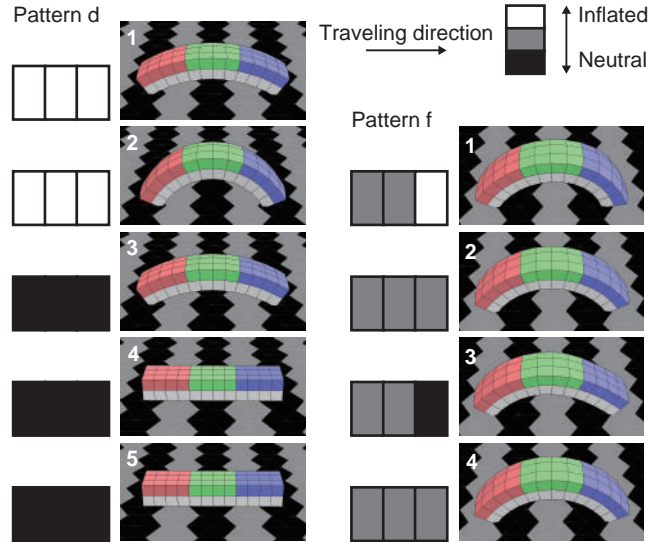 Pattern d
1
2
3
4
5
Traveling direction
Inflated
Neutral
Pattern f
1
2
3
4